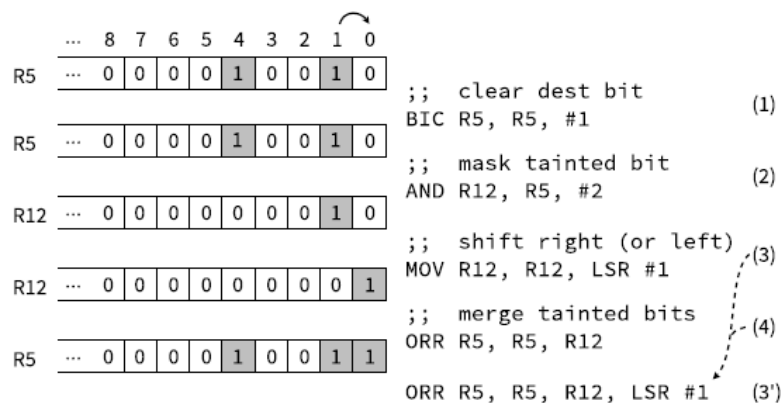 ··· 8 7 6 5 4 3 2 1 0
R5 ··· 0 0 0 0 1 0 0 1 0
;; clear dest bit
BIC R5, R5, #1 (1)
R5 ··· 0 0 0 0 1 0 0 1 0
;; mask tainted bit
AND R12, R5, #2 (2)
R12 ··· 0 0 0 0 0 0 0 1 0
;; shift right (or left)
MOV R12, R12, LSR #1 (3)
R12 ··· 0 0 0 0 0 0 0 0 1
;; merge tainted bits
ORR R5, R5, R12 (4)
R5 ··· 0 0 0 0 1 0 0 1 1
ORR R5, R5, R12, LSR #1 (3')